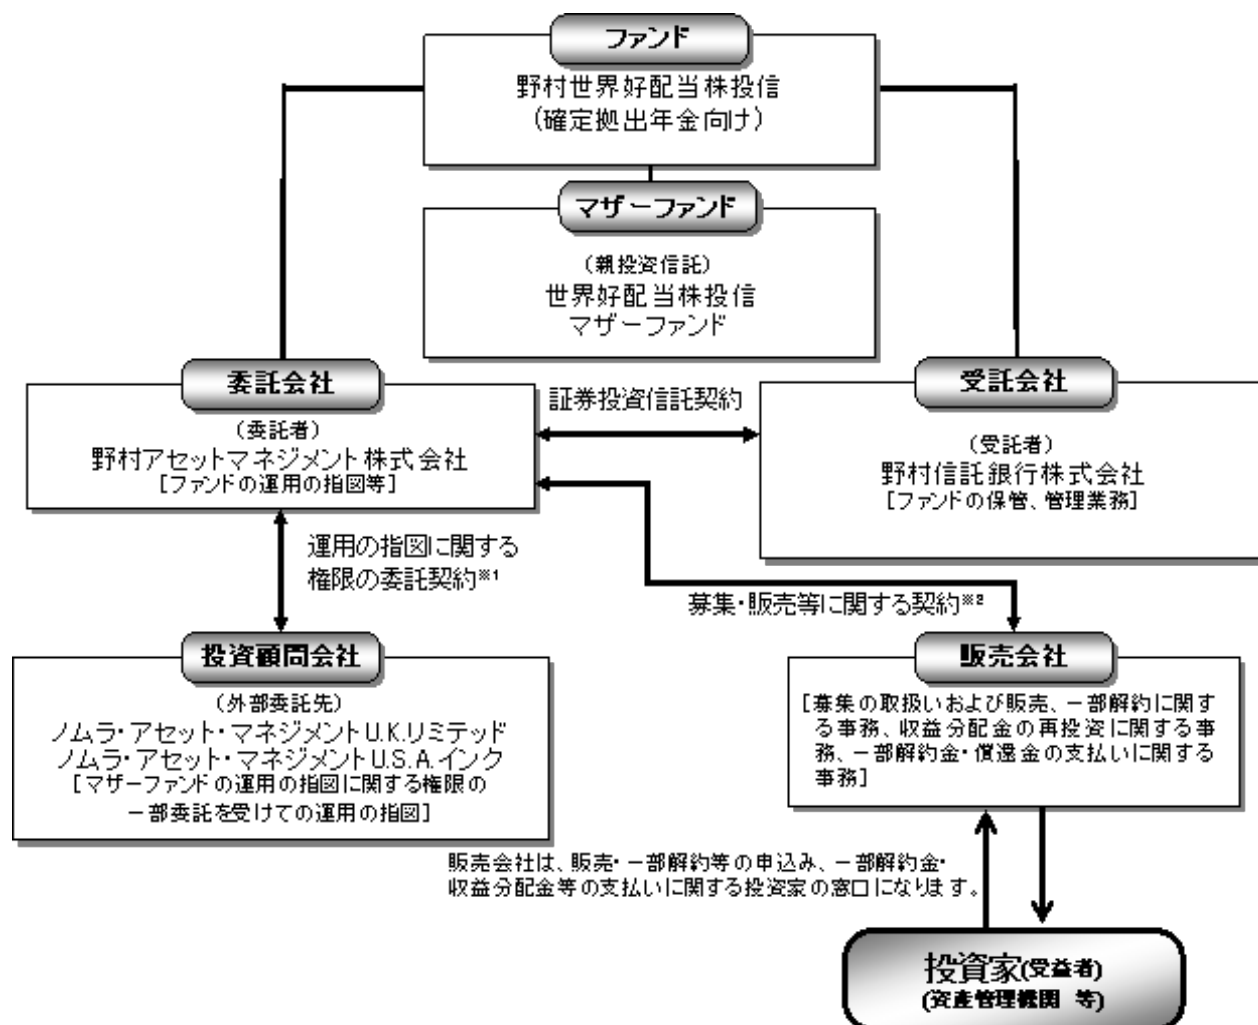 ファンド
野村世界好配当株投信
(確定拠出年金向け)
マザーファンド
(親投資信託)
世界好配当株投信
マザーファンド
委託会社
(委託者)
野村アセットマネジメント株式会社
[ファンドの運用の指図等]
証券投資信託契約
受託会社
(受託者)
野村信託銀行株式会社
[ファンドの保管、管理業務]
運用の指図に関する
権限の委託契約※1
募集・販売等に関する契約※2
投資顧問会社
(外部委託先)
ノムラ・アセット・マネジメントU.K.リミテッド
ノムラ・アセット・マネジメントU.S.A.インク
[マザーファンドの運用の指図に関する権限の
一部委託を受けての運用の指図]
販売会社
[募集の取扱いおよび販売、一部解約に関す
る事務、収益分配金の再投資に関する事
務、一部解約金・償還金の支払いに関する
事務]
販売会社は、販売・一部解約等の申込み、一部解約金・
収益分配金等の支払いに関する投資家の窓口になります。
投資家(受益者)
(資産管理機関 等)